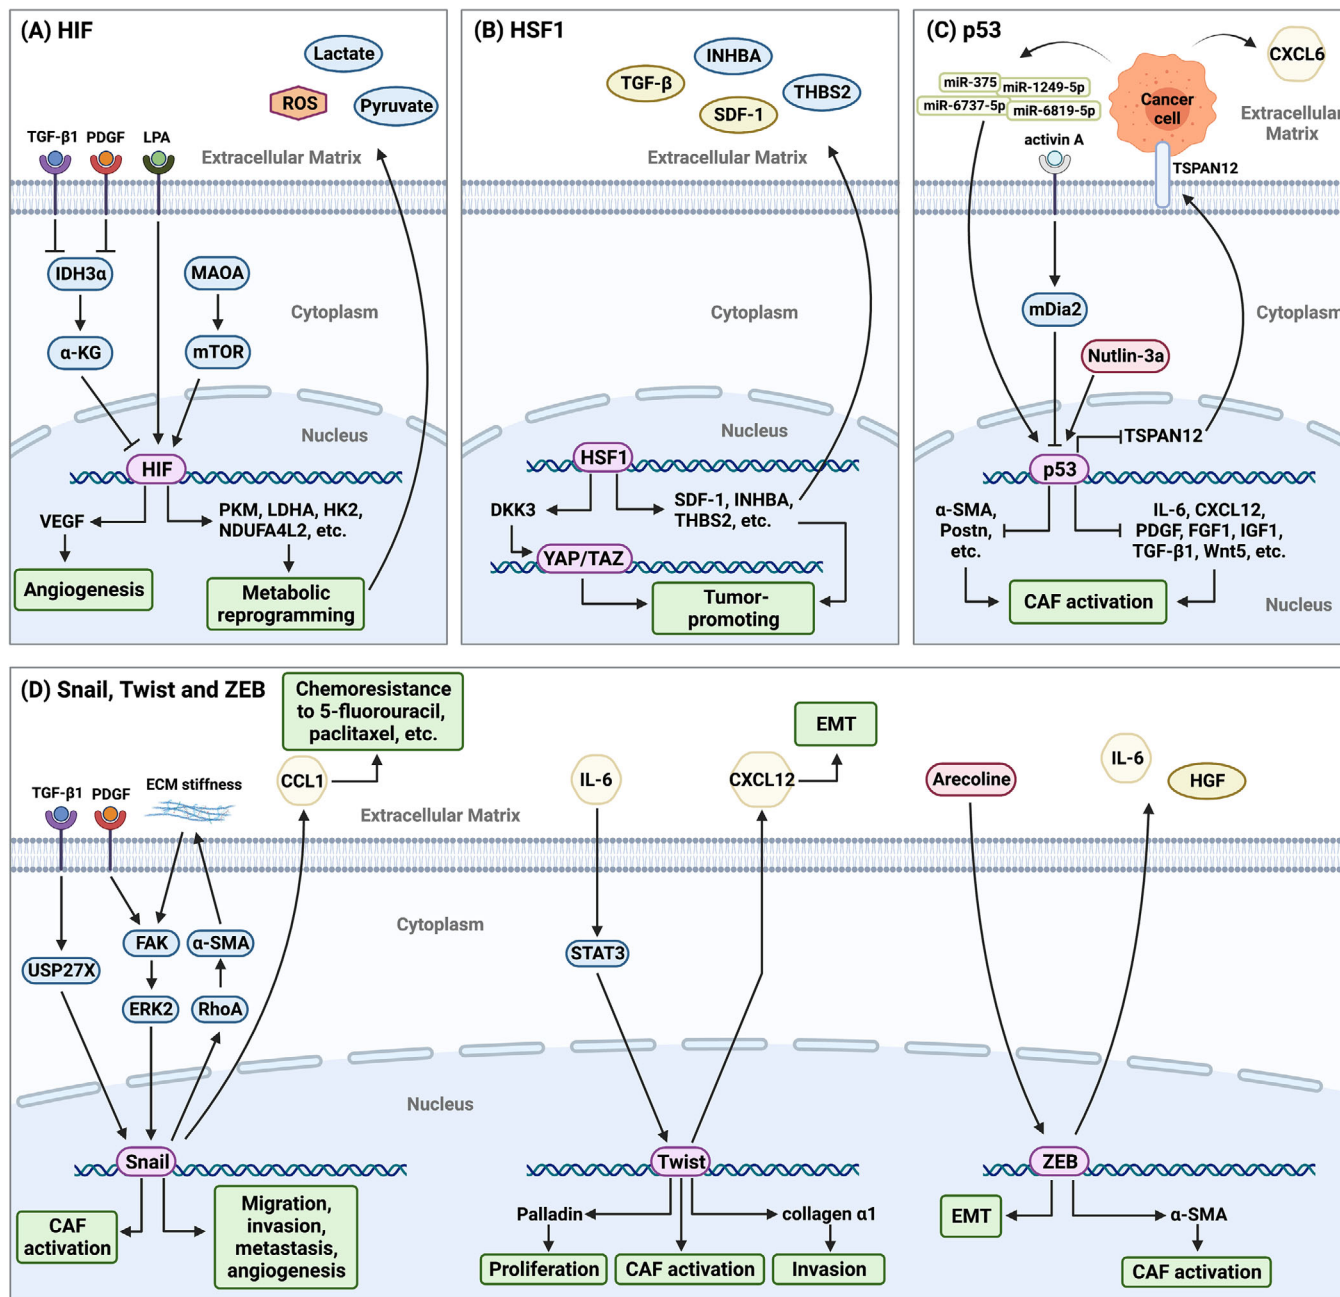 (A) HIF
Lactate
ROS
Pyruvate
TGF-β1 PDGF LPA
Extracellular Matrix
IDH3α
MAOA
Cytoplasm
α-KG
mTOR
Nucleus
HIF
VEGF
PKM, LDHA, HK2,
NDUFA4L2, etc.
Angiogenesis
Metabolic
reprogramming
(B) HSF1
INHBA
TGF-β
THBS2
SDF-1
Extracellular Matrix
Cytoplasm
Nucleus
HSF1
DKK3
SDF-1, INHBA,
THBS2, etc.
YAP/TAZ
Tumor-
promoting
(C) p53
CXCL6
miR-375
miR-1249-5p
miR-6737-5p
miR-6819-5p
Cancer
cell
Extracellular
Matrix
activin A
TSPAN12
mDia2
Cytoplasm
Nutlin-3a
TSPAN12
p53
α-SMA,
Postn,
etc.
IL-6, CXCL12,
PDGF, FGF1, IGF1,
TGF-β1, Wnt5, etc.
CAF activation
Nucleus
(D) Snail, Twist and ZEB
Chemoresistance
to 5-fluorouracil,
paclitaxel, etc.
CCL1
TGF-β1 PDGF
ECM stiffness
Extracellular Matrix
IL-6
EMT
CXCL12
Arecoline
IL-6
HGF
Cytoplasm
FAK
α-SMA
USP27X
ERK2
RhoA
STAT3
Nucleus
Snail
Twist
ZEB
CAF
activation
Migration,
invasion,
metastasis,
angiogenesis
Palladin
collagen α1
Proliferation
CAF activation
Invasion
EMT
α-SMA
CAF activation